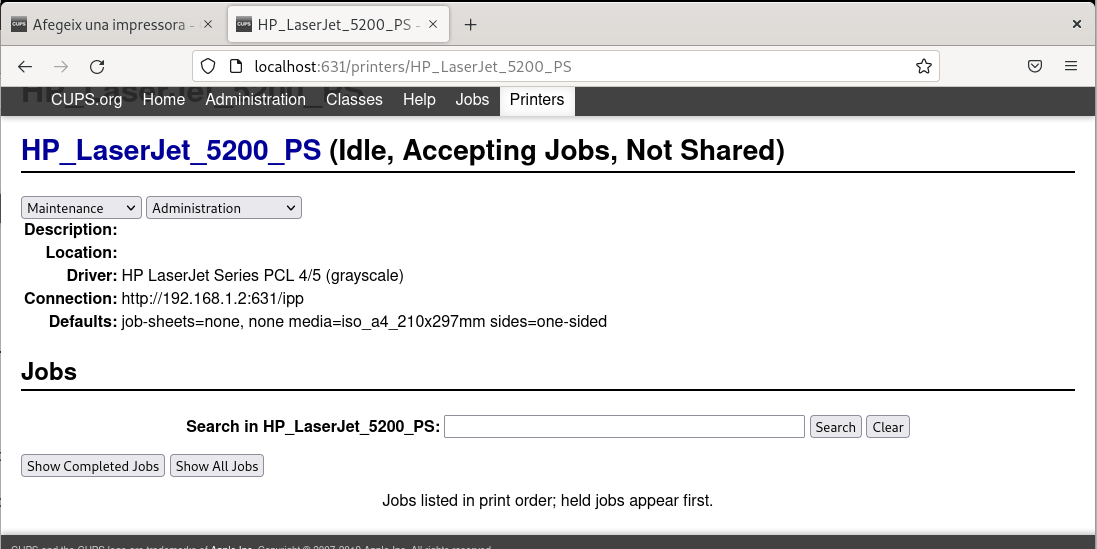 CUPS Afegeix una impressora - × CUPS HP_LaserJet_5200_PS - × + ×
localhost:631/printers/HP_LaserJet_5200_PS
CUPS.org Home Administration Classes Help Jobs Printers
HP_LaserJet_5200_PS (Idle, Accepting Jobs, Not Shared)
Maintenance Administration
Description:
Location:
Driver: HP LaserJet Series PCL 4/5 (grayscale)
Connection: http://192.168.1.2:631/ipp
Defaults: job-sheets=none, none media=iso_a4_210x297mm sides=one-sided
Jobs
Search in HP_LaserJet_5200_PS: Search Clear
Show Completed Jobs Show All Jobs
Jobs listed in print order; held jobs appear first.